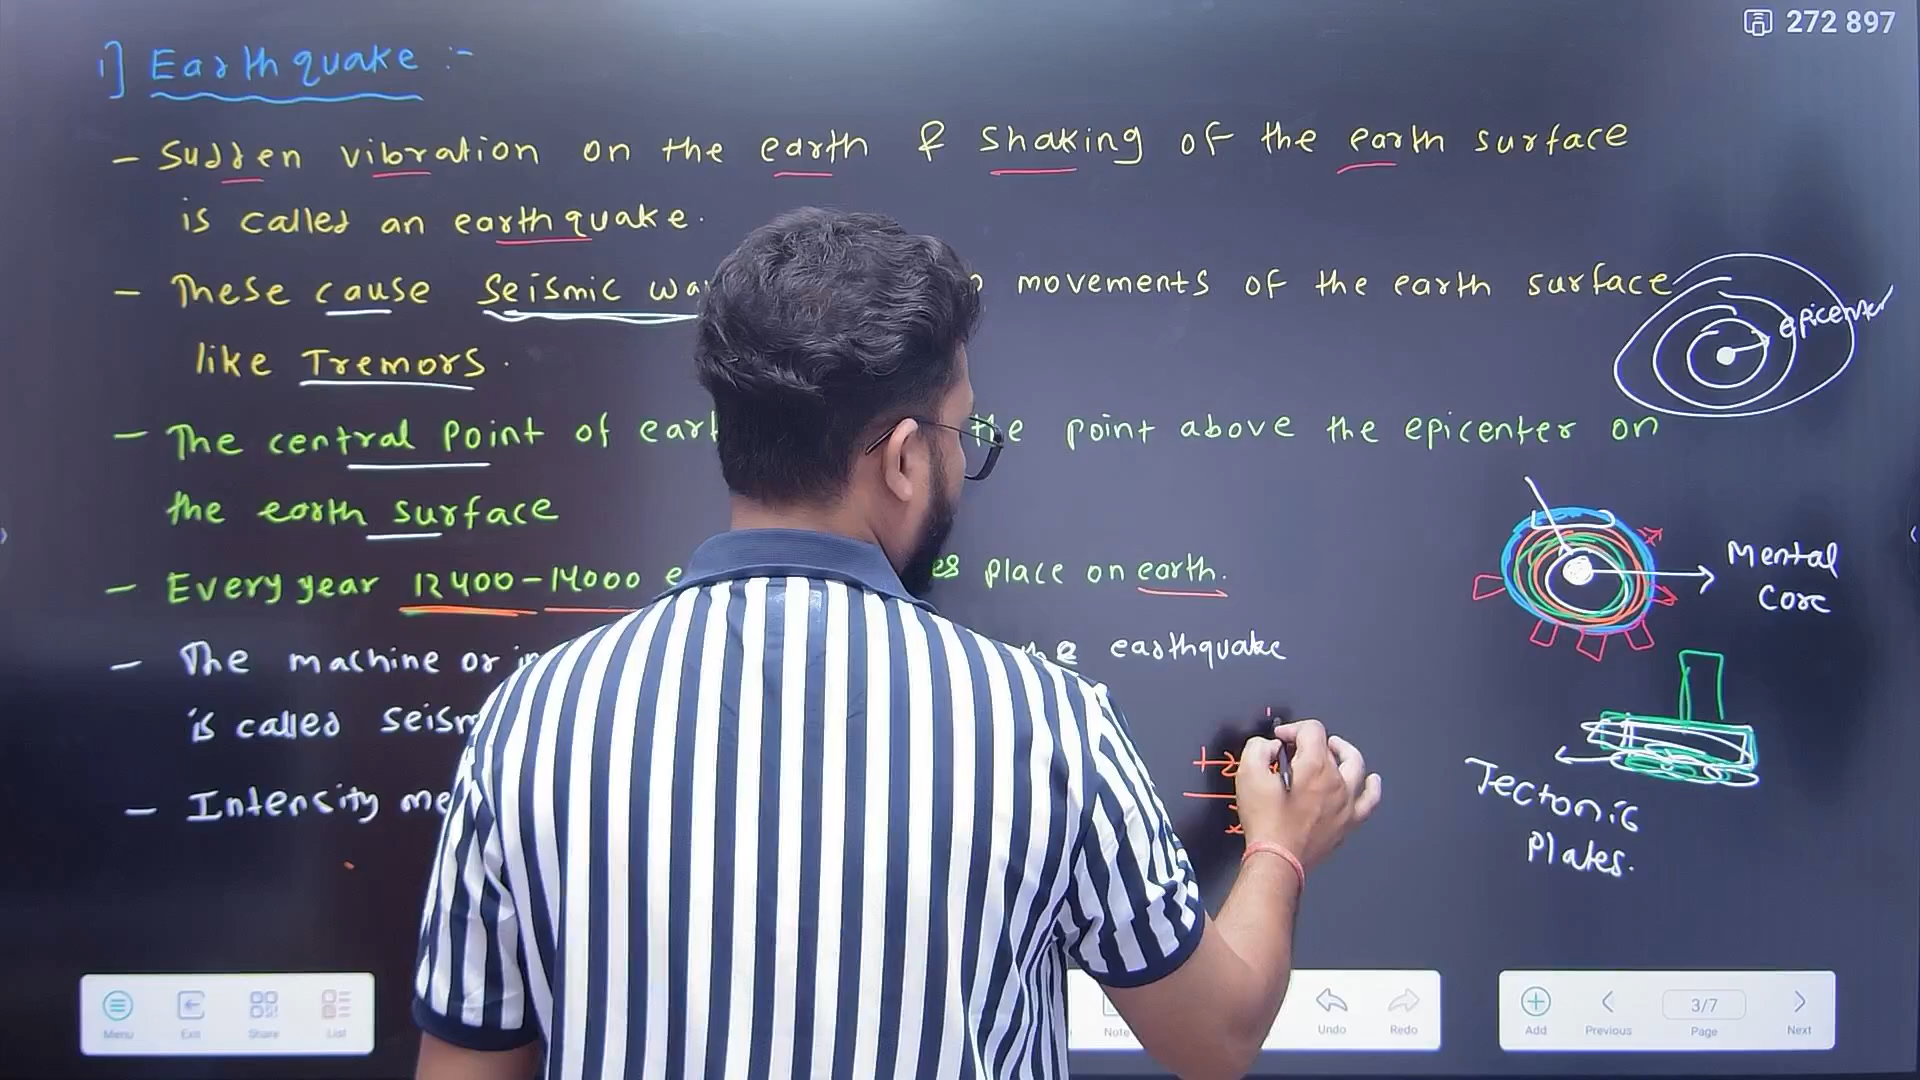 272 897
1] Earthquake :-
- Sudden vibration on the earth & shaking of the earth surface
is called an earthquake.
- These cause seismic wa movements of the earth surface
like Tremors.
epicenter
- The central point of eart the point above the epicenter on
the earth surface
- Every year 12400-14000 e es place on earth.
Mental
Core
- The machine or in the earthquake
is called seism
- Intensity me
Tectonic
Plates.
Menu
Exit
Share
List
Note
Undo
Redo
Add
Previous
3/7
Page
Next